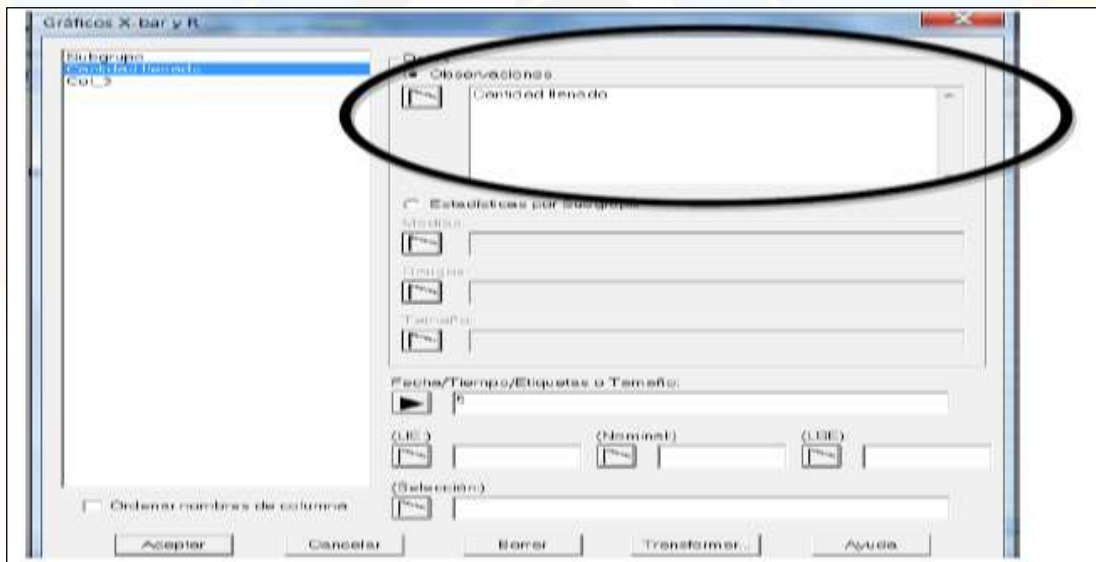 Gráficos X-bar y R
Subgrupo
Cantidad llenado
Col_3
Observaciones
Cantidad llenado
Estadísticas por Subgrupo
Medias
Rangos
Tamaño
Fecha/Tiempo/Etiquetas o Tamaño:
(LIE:)
(Nominal:)
(LSE)
(Selección:)
Ordenar nombres de columna
Aceptar
Cancelar
Borrar
Transformar...
Ayuda